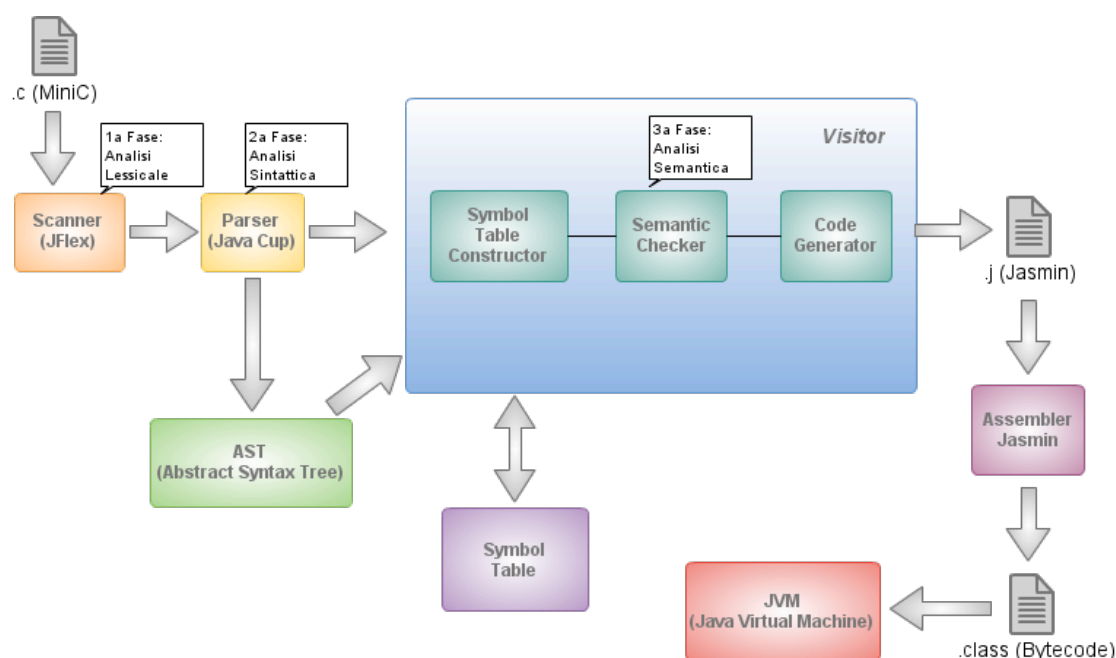 .c (MiniC)
1a Fase:
Analisi
Lessicale
2a Fase:
Analisi
Sintattica
Scanner
(JFlex)
Parser
(Java Cup)
Visitor
3a Fase:
Analisi
Semantica
Symbol
Table
Constructor
Semantic
Checker
Code
Generator
.j (Jasmin)
AST
(Abstract Syntax Tree)
Symbol
Table
Assembler
Jasmin
JVM
(Java Virtual Machine)
.class (Bytecode)